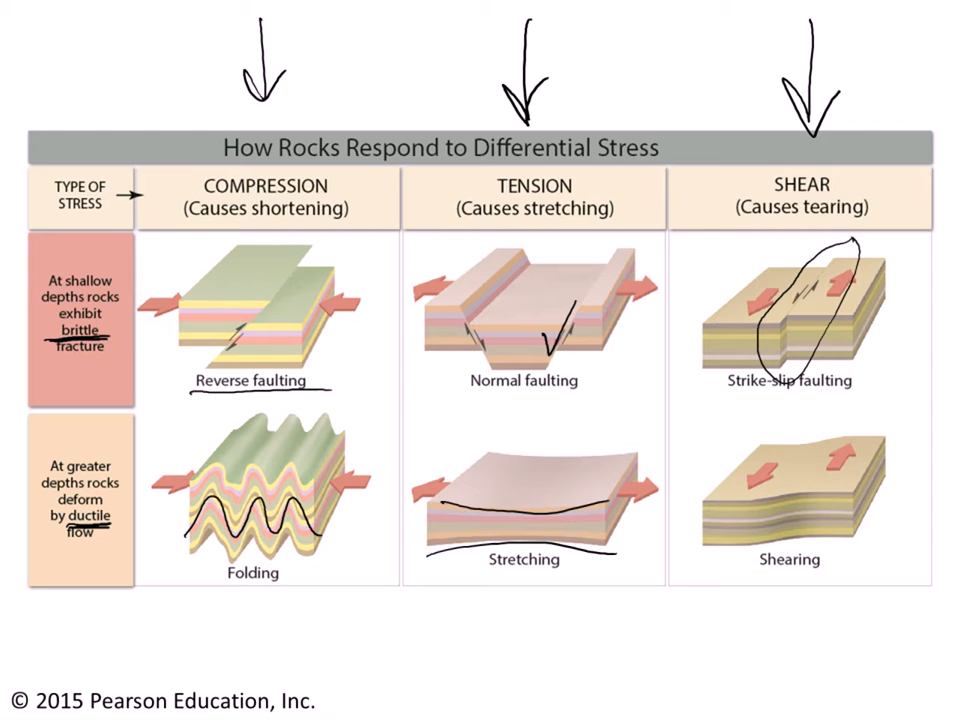 How Rocks Respond to Differential Stress
TYPE OF
STRESS
COMPRESSION
(Causes shortening)
TENSION
(Causes stretching)
SHEAR
(Causes tearing)
At shallow
depths rocks
exhibit
brittle
fracture
Reverse faulting
Normal faulting
Strike-slip faulting
At greater
depths rocks
deform
by ductile
flow
Folding
Stretching
Shearing
© 2015 Pearson Education, Inc.